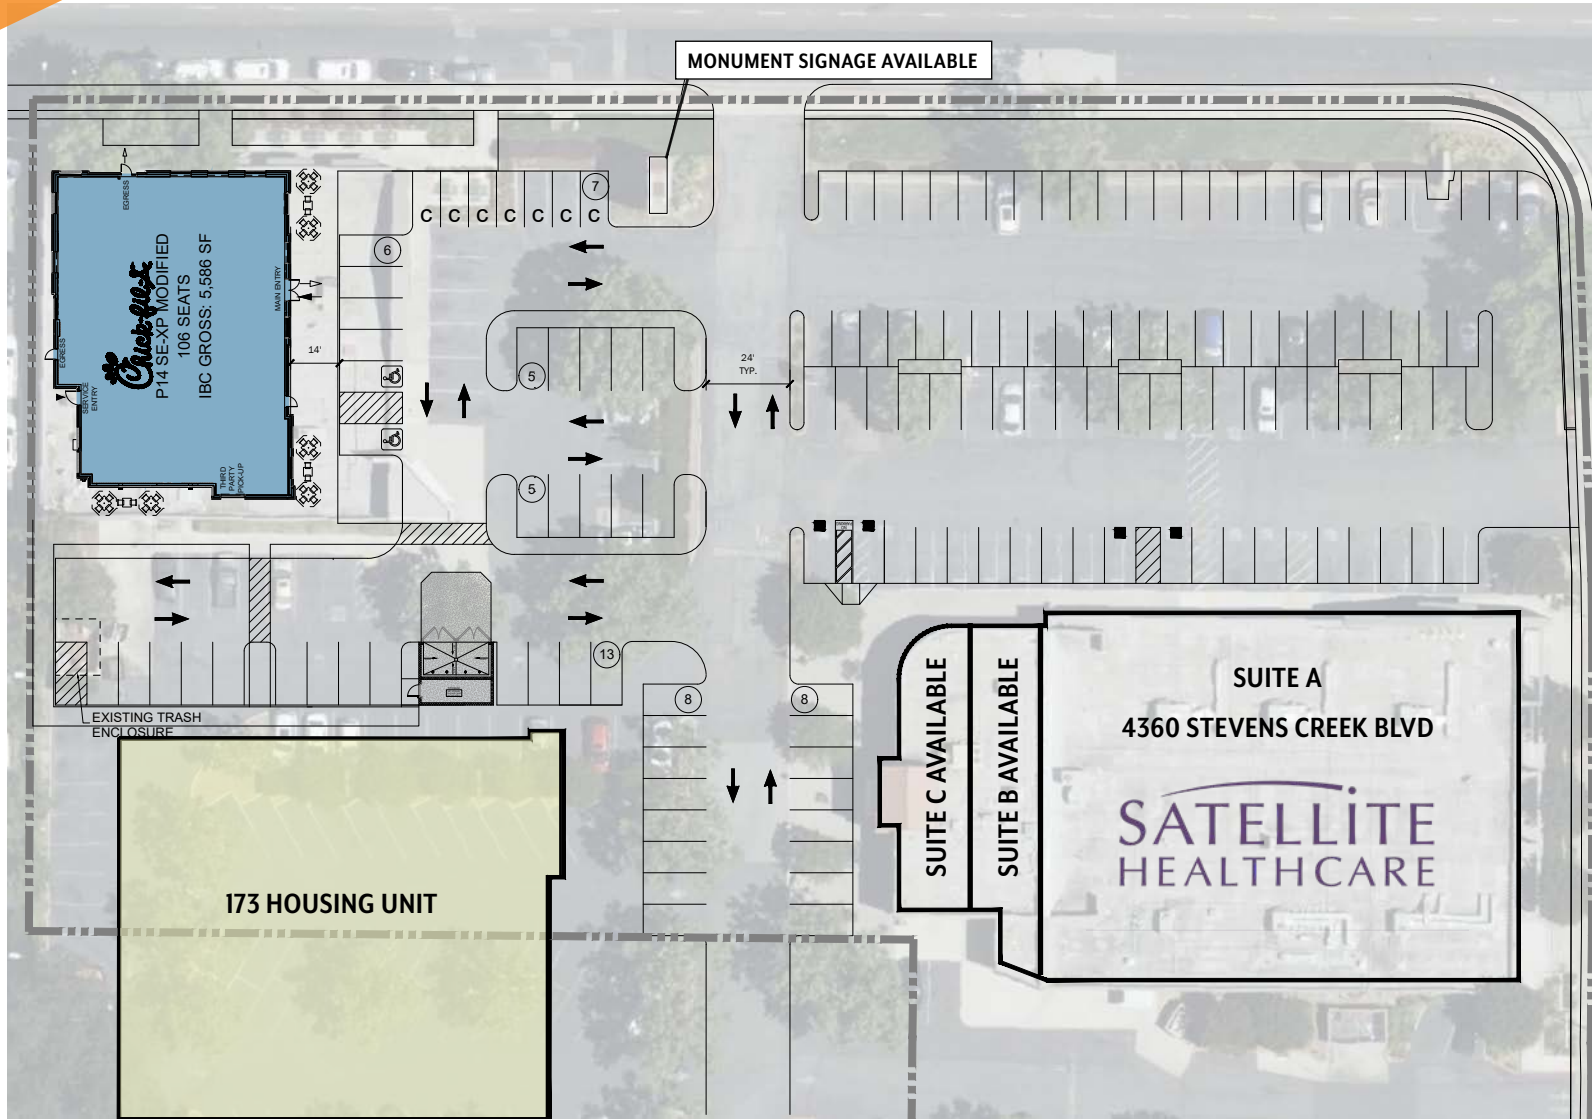 MONUMENT SIGNAGE AVAILABLE
EGRESS
7
C C C C C C C
6
Chick-fil-A
P14 SE-XP MODIFIED
106 SEATS
IBC GROSS: 5,586 SF
MAIN ENTRY
EGRESS
14'
24'
TYP.
5
SERVICE
ENTRY
THIRD
PARTY
PICK-UP
5
13
8
8
EXISTING TRASH
ENCLOSURE
173 HOUSING UNIT
SUITE C AVAILABLE
SUITE B AVAILABLE
SUITE A
4360 STEVENS CREEK BLVD
SATELLITE
HEALTHCARE